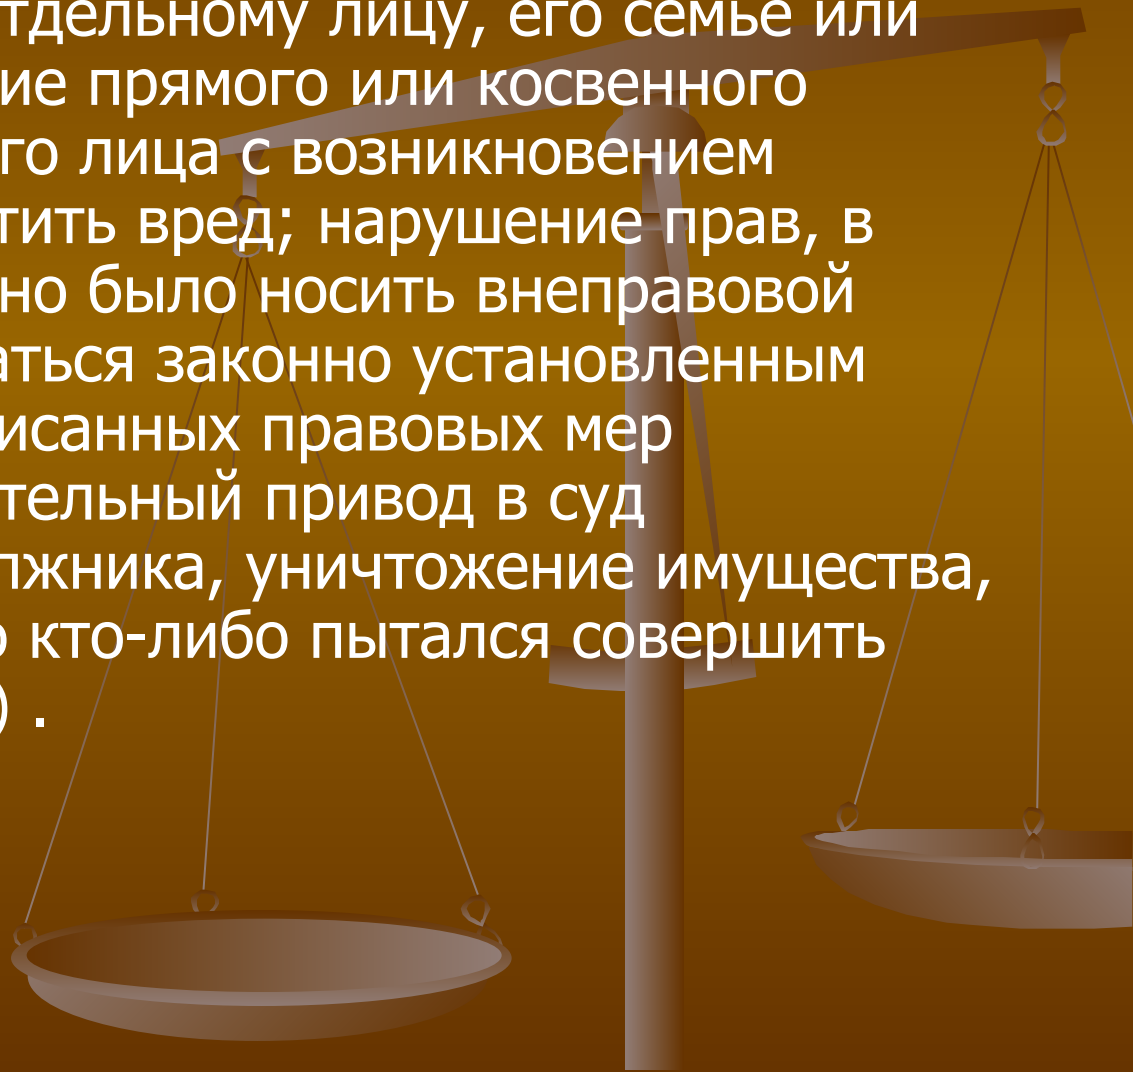 тдельному лицу, его семье или
ие прямого или косвенного
го лица с возникновением
тить вред; нарушение прав, в
но было носить внеправовой
аться законно установленным
исанных правовых мер
тельный привод в суд
лжника, уничтожение имущества,
о кто-либо пытался совершить
) .